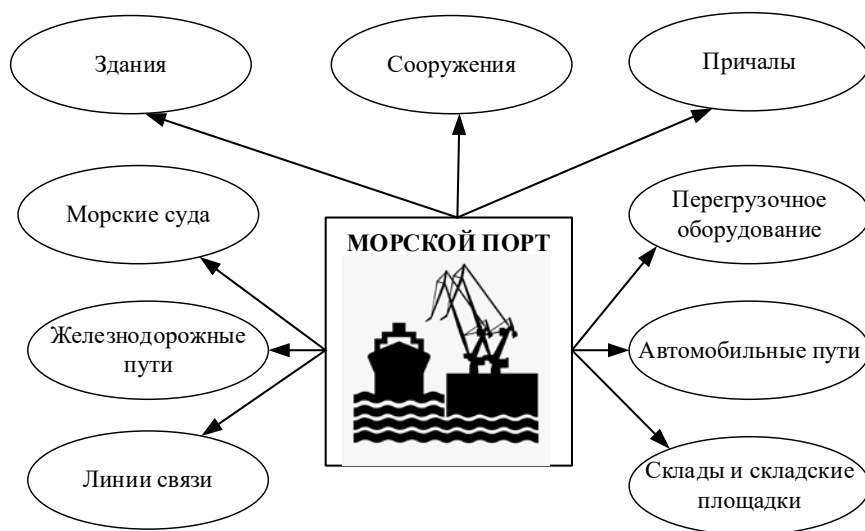 Здания
Сооружения
Причалы
Морские суда
МОРСКОЙ ПОРТ
Перегрузочное
оборудование
Железнодорожные
пути
Автомобильные пути
Линии связи
Склады и складские
площадки